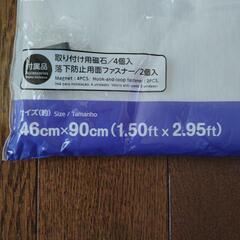 付属品
Accessories
取り付け用磁石/4個入
落下防止用面ファスナー/2個入
Magnet : 4PCS. Hook-and-loop fastener : 2PCS.
サイズ(約) Size / Tamanho
46cm×90cm (1.50ft x 2.95ft)